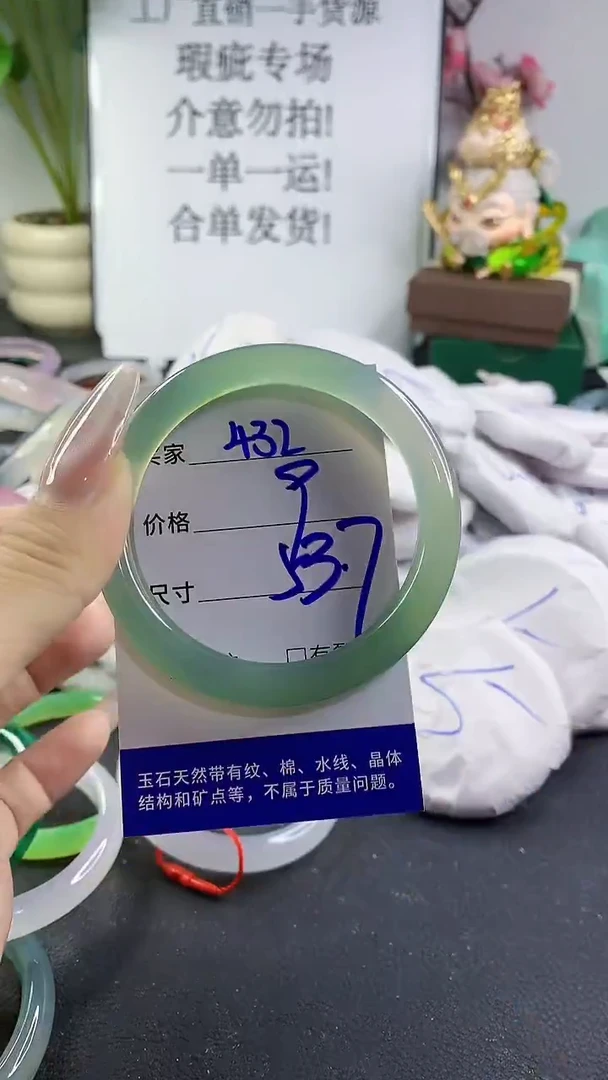 工厂直销一手货源
瑕疵专场
介意勿拍!
一单一运!
合单发货!
家 432
价格
尺寸 53.7
玉石天然带有纹、棉、水线、晶体
结构和矿点等，不属于质量问题。